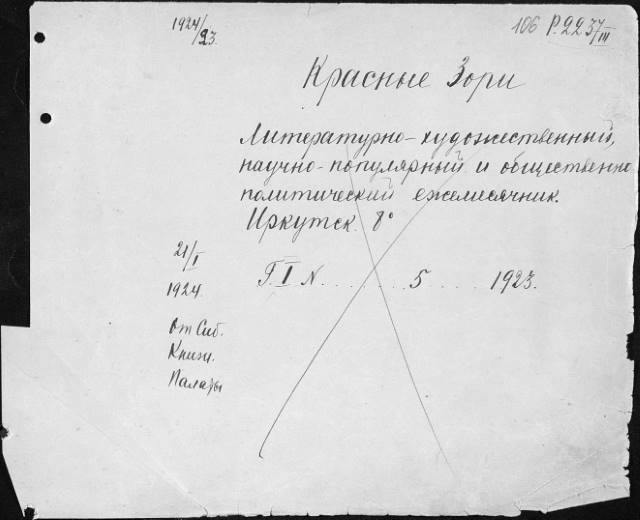 1924/23.
106 Р.2237/III
Красные Зори
Литературно-художественный,
научно-популярный и общественно
политический ежемесячник.
Иркутск. 8°
21/I
1924.
Г. I N........5....1923.
От Сиб.
Книжн.
Палаты